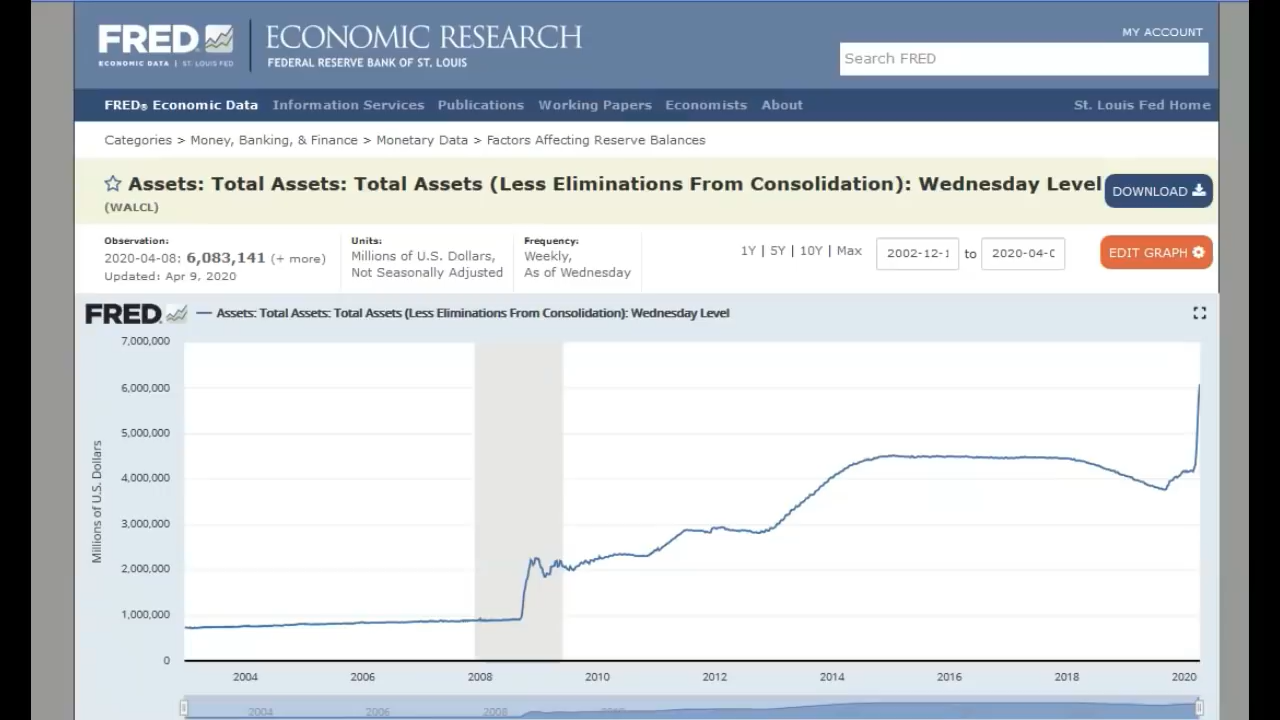 FRED ECONOMIC RESEARCH
ECONOMIC DATA | ST. LOUIS FED
FEDERAL RESERVE BANK OF ST. LOUIS
MY ACCOUNT
Search FRED
FRED® Economic Data Information Services Publications Working Papers Economists About St. Louis Fed Home
Categories > Money, Banking, & Finance > Monetary Data > Factors Affecting Reserve Balances
Assets: Total Assets: Total Assets (Less Eliminations From Consolidation): Wednesday Level
(WALCL)
DOWNLOAD
Observation:
2020-04-08: 6,083,141 (+ more)
Updated: Apr 9, 2020
Units:
Millions of U.S. Dollars,
Not Seasonally Adjusted
Frequency:
Weekly,
As of Wednesday
1Y | 5Y | 10Y | Max 2002-12-1 to 2020-04-0
EDIT GRAPH
FRED — Assets: Total Assets: Total Assets (Less Eliminations From Consolidation): Wednesday Level
7,000,000
6,000,000
5,000,000
4,000,000
3,000,000
2,000,000
1,000,000
0
Millions of U.S. Dollars
2004 2006 2008 2010 2012 2014 2016 2018 2020
2004 2006 2008 2010